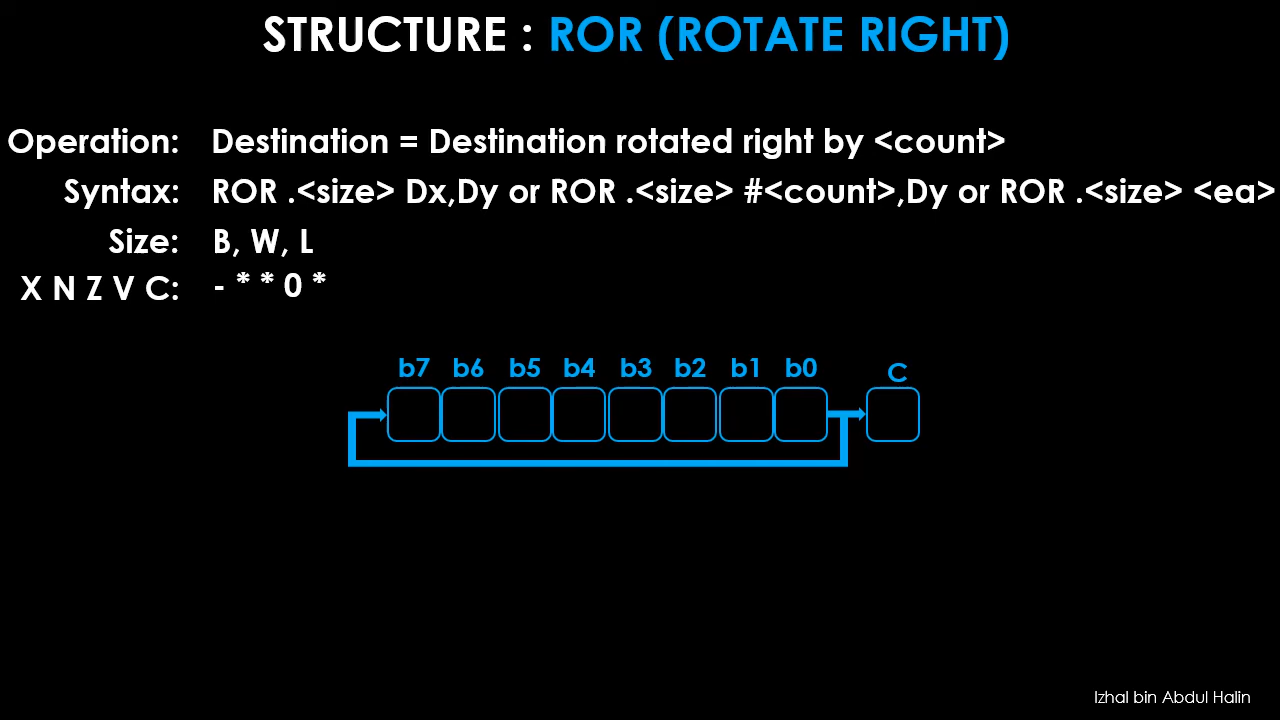 STRUCTURE : ROR (ROTATE RIGHT)
Operation: Destination = Destination rotated right by <count>
Syntax: ROR .<size> Dx,Dy or ROR .<size> #<count>,Dy or ROR .<size> <ea>
Size: B, W, L
X N Z V C: - * * 0 *
b7 b6 b5 b4 b3 b2 b1 b0 C
Izhal bin Abdul Halin